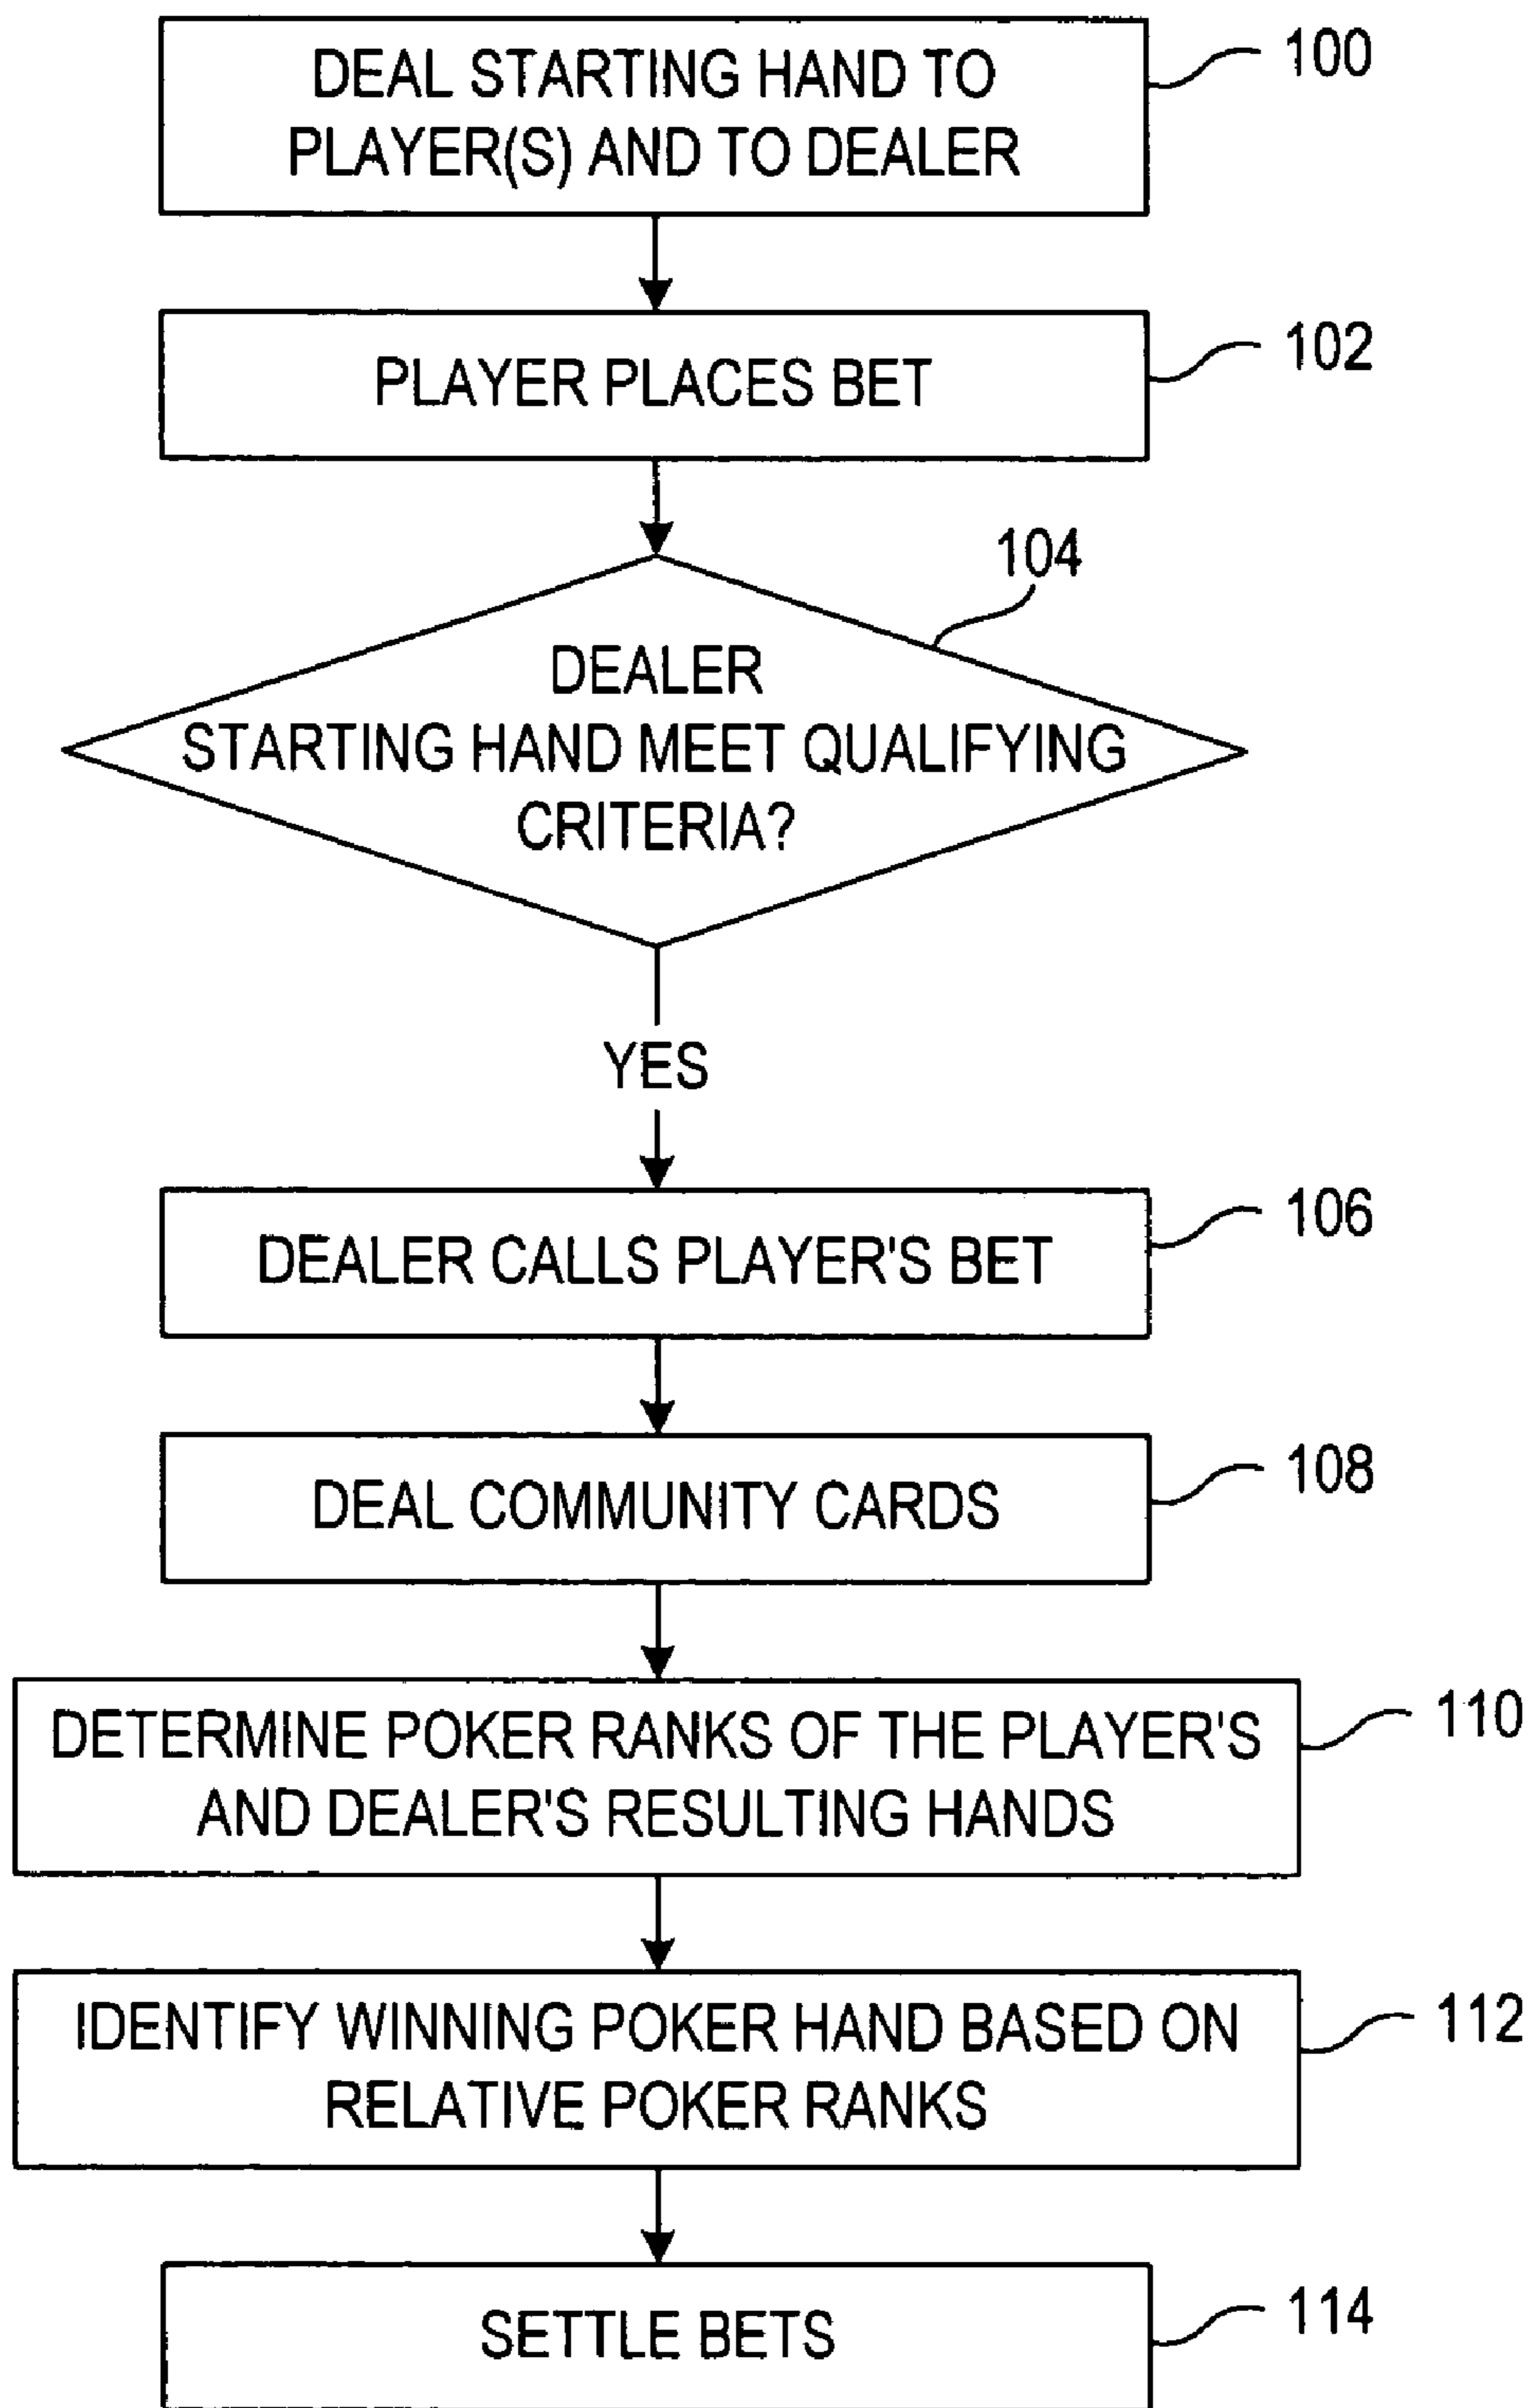 DEAL STARTING HAND TO
PLAYER(S) AND TO DEALER
100
PLAYER PLACES BET
102
104
DEALER
STARTING HAND MEET QUALIFYING
CRITERIA?
YES
DEALER CALLS PLAYER'S BET
106
DEAL COMMUNITY CARDS
108
DETERMINE POKER RANKS OF THE PLAYER'S
AND DEALER'S RESULTING HANDS
110
IDENTIFY WINNING POKER HAND BASED ON
RELATIVE POKER RANKS
112
SETTLE BETS
114